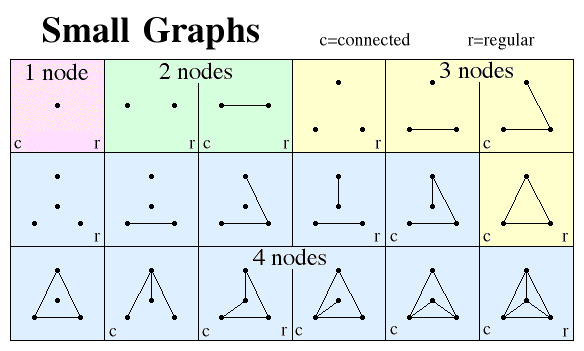 Small Graphs
c=connected r=regular
1 node 2 nodes 3 nodes
c r r c r r c
r r c c r
4 nodes
c c r c c c r